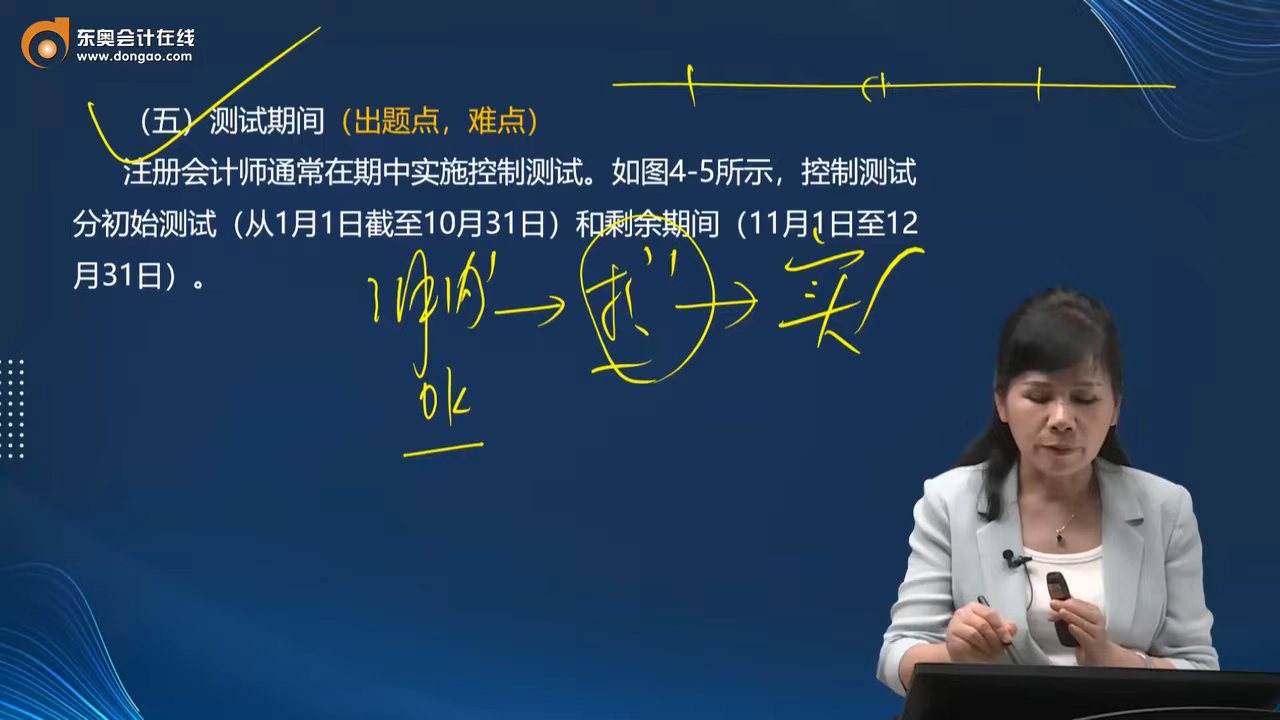 东奥会计在线
www.dongao.com
（五）测试期间（出题点，难点）
注册会计师通常在期中实施控制测试。如图4-5所示，控制测试
分初始测试（从1月1日截至10月31日）和剩余期间（11月1日至12
月31日）。
ok